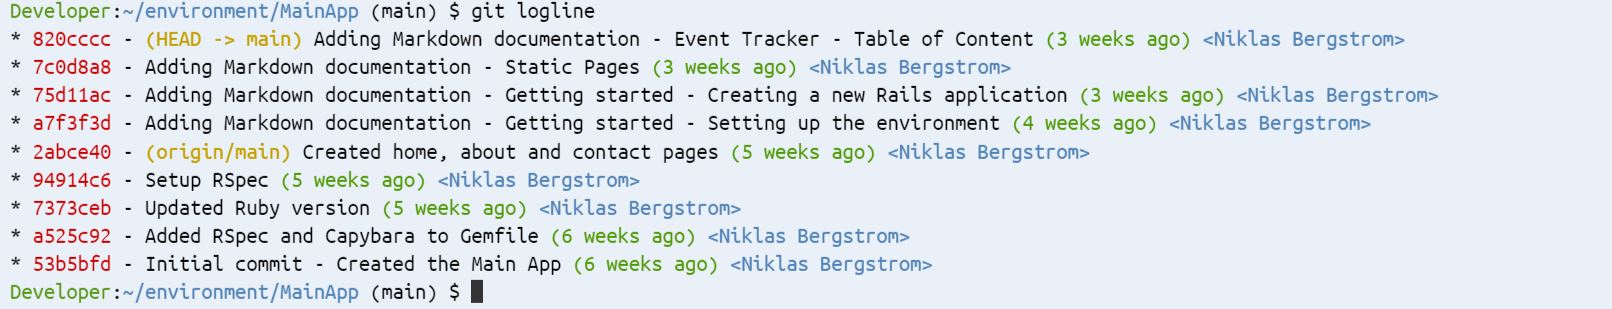 Developer:~/environment/MainApp (main) $ git logline
* 820cccc - (HEAD -> main) Adding Markdown documentation - Event Tracker - Table of Content (3 weeks ago) <Niklas Bergstrom>
* 7c0d8a8 - Adding Markdown documentation - Static Pages (3 weeks ago) <Niklas Bergstrom>
* 75d11ac - Adding Markdown documentation - Getting started - Creating a new Rails application (3 weeks ago) <Niklas Bergstrom>
* a7f3f3d - Adding Markdown documentation - Getting started - Setting up the environment (4 weeks ago) <Niklas Bergstrom>
* 2abce40 - (origin/main) Created home, about and contact pages (5 weeks ago) <Niklas Bergstrom>
* 94914c6 - Setup RSpec (5 weeks ago) <Niklas Bergstrom>
* 7373ceb - Updated Ruby version (5 weeks ago) <Niklas Bergstrom>
* a525c92 - Added RSpec and Capybara to Gemfile (6 weeks ago) <Niklas Bergstrom>
* 53b5bfd - Initial commit - Created the Main App (6 weeks ago) <Niklas Bergstrom>
Developer:~/environment/MainApp (main) $